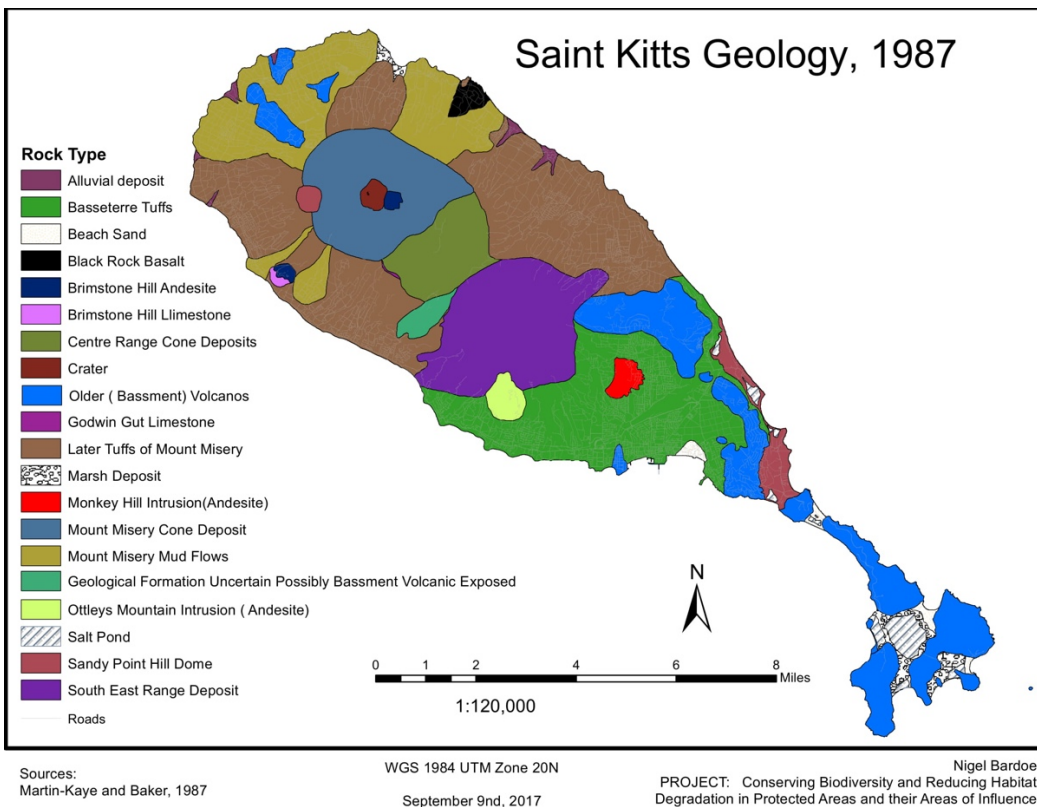 Saint Kitts Geology, 1987
Rock Type
Alluvial deposit
Basseterre Tuffs
Beach Sand
Black Rock Basalt
Brimstone Hill Andesite
Brimstone Hill Llimestone
Centre Range Cone Deposits
Crater
Older ( Bassment) Volcanos
Godwin Gut Limestone
Later Tuffs of Mount Misery
Marsh Deposit
Monkey Hill Intrusion(Andesite)
Mount Misery Cone Deposit
Mount Misery Mud Flows
Geological Formation Uncertain Possibly Bassment Volcanic Exposed
Ottleys Mountain Intrusion ( Andesite)
Salt Pond
Sandy Point Hill Dome
South East Range Deposit
Roads
N
0 1 2 4 6 8
Miles
1:120,000
Sources:
Martin-Kaye and Baker, 1987
WGS 1984 UTM Zone 20N
September 9nd, 2017
Nigel Bardoe
PROJECT: Conserving Biodiversity and Reducing Habitat
Degradation in Protected Areas and their Areas of Influence